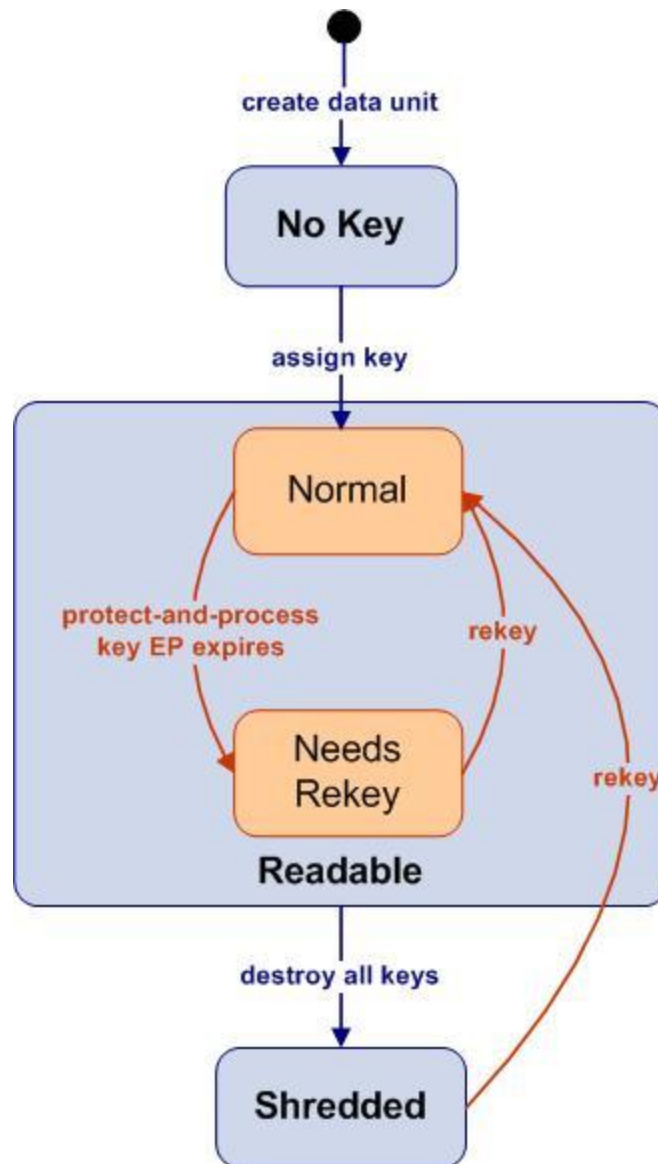 create data unit
No Key
assign key
Normal
protect-and-process
key EP expires
rekey
Needs
Rekey
rekey
Readable
destroy all keys
Shredded